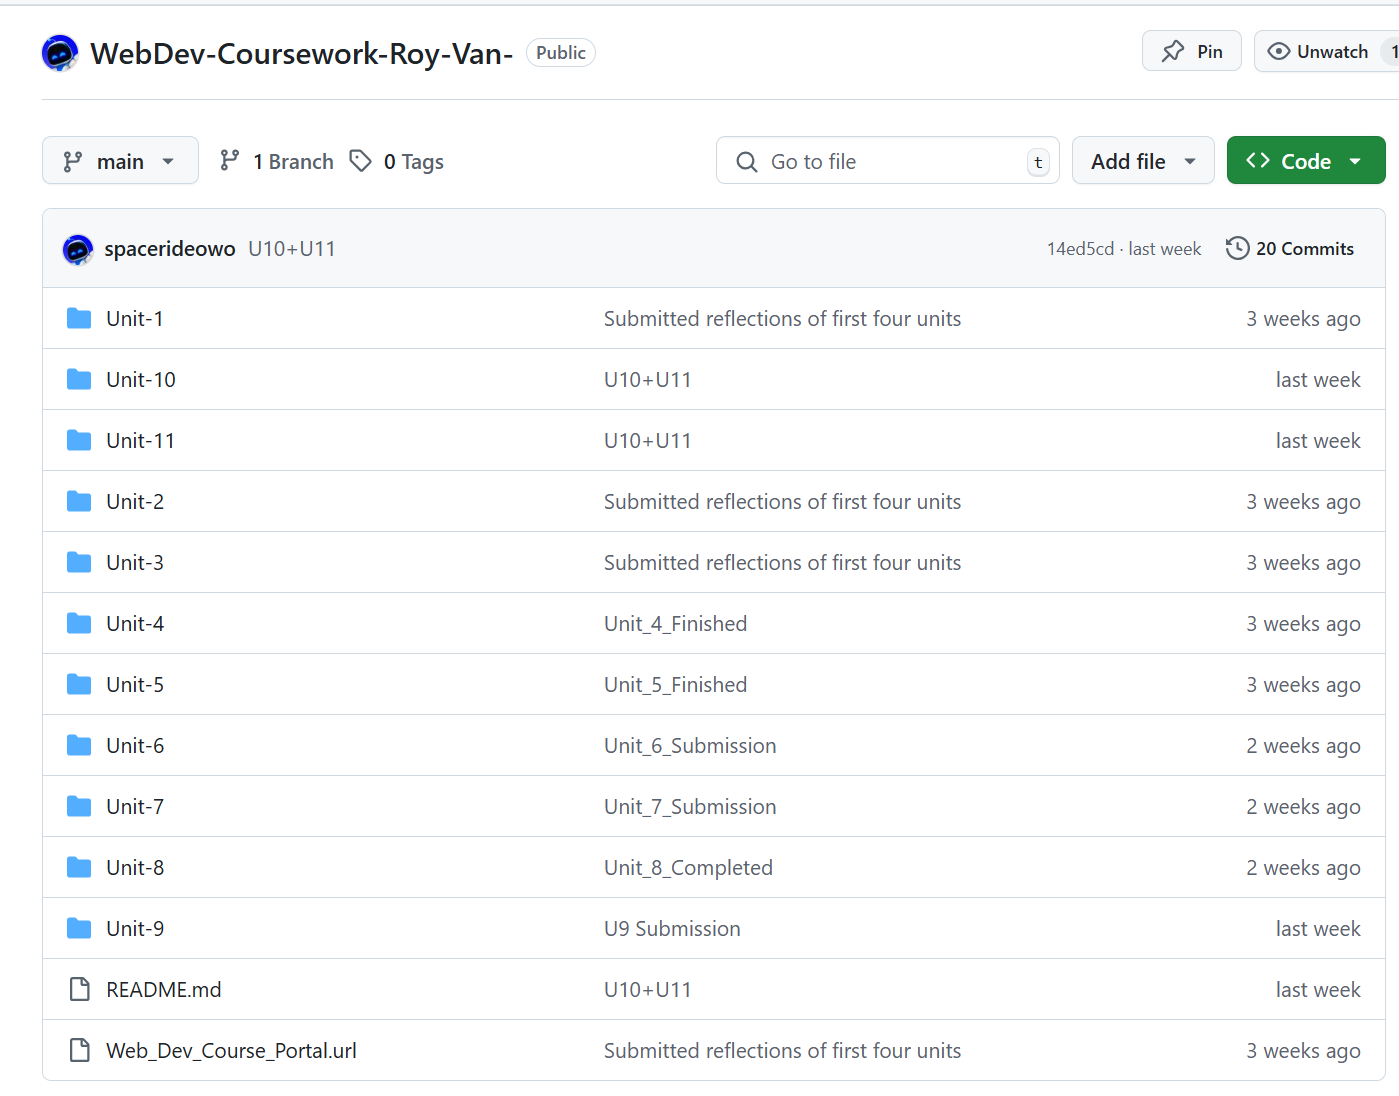 WebDev-Coursework-Roy-Van- Public Pin Unwatch 1
main 1 Branch 0 Tags Go to file t Add file Code
spacerideowo U10+U11 14ed5cd · last week 20 Commits
Unit-1 Submitted reflections of first four units 3 weeks ago
Unit-10 U10+U11 last week
Unit-11 U10+U11 last week
Unit-2 Submitted reflections of first four units 3 weeks ago
Unit-3 Submitted reflections of first four units 3 weeks ago
Unit-4 Unit_4_Finished 3 weeks ago
Unit-5 Unit_5_Finished 3 weeks ago
Unit-6 Unit_6_Submission 2 weeks ago
Unit-7 Unit_7_Submission 2 weeks ago
Unit-8 Unit_8_Completed 2 weeks ago
Unit-9 U9 Submission last week
README.md U10+U11 last week
Web_Dev_Course_Portal.url Submitted reflections of first four units 3 weeks ago